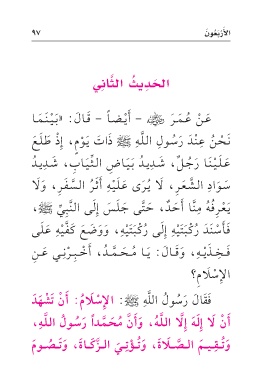 الأَرْبَعُونَ ٩٧
الحَدِيثُ الثَّانِي
عَنْ عُمَرَ ﷺ - أَيْضاً - قَالَ: «بَيْنَمَا
نَحْنُ عِنْدَ رَسُولِ اللَّهِ ﷺ ذَاتَ يَوْمٍ، إِذْ طَلَعَ
عَلَيْنَا رَجُلٌ، شَدِيدُ بَيَاضِ الثِّيَابِ، شَدِيدُ
سَوَادِ الشَّعَرِ، لَا يُرَى عَلَيْهِ أَثَرُ السَّفَرِ، وَلَا
يَعْرِفُهُ مِنَّا أَحَدٌ، حَتَّى جَلَسَ إِلَى النَّبِيِّ ﷺ،
فَأَسْنَدَ رُكْبَتَيْهِ إِلَى رُكْبَتَيْهِ، وَوَضَعَ كَفَّيْهِ عَلَى
فَخِذَيْهِ، وَقَالَ: يَا مُحَمَّدُ، أَخْبِرْنِي عَنِ
الإِسْلَامِ؟
فَقَالَ رَسُولُ اللَّهِ ﷺ: الإِسْلَامُ: أَنْ تَشْهَدَ
أَنْ لَا إِلَهَ إِلَّا اللَّهُ، وَأَنَّ مُحَمَّداً رَسُولُ اللَّهِ،
وَتُقِيمَ الصَّلَاةَ، وَتُؤْتِيَ الزَّكَاةَ، وَتَصُومَ